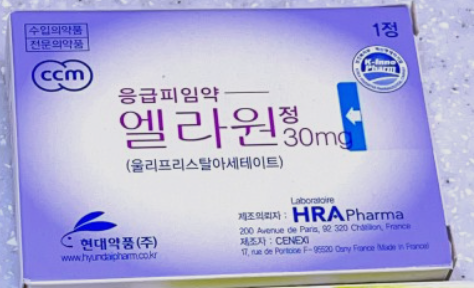 수입의약품
전문의약품
1정
ccm
K-inno
Pharm
응급피임약
엘라원정
30mg
(울리프리스탈아세테이트)
Laboratoire
제조의뢰자 : HRA Pharma
200 Avenue de Paris, 92 320 Châtillon, France
제조자 : CENEXI
17, rue de Pontoise F-95520 Osny France (Made in France)
현대약품(주)
www.hyundaipharm.co.kr